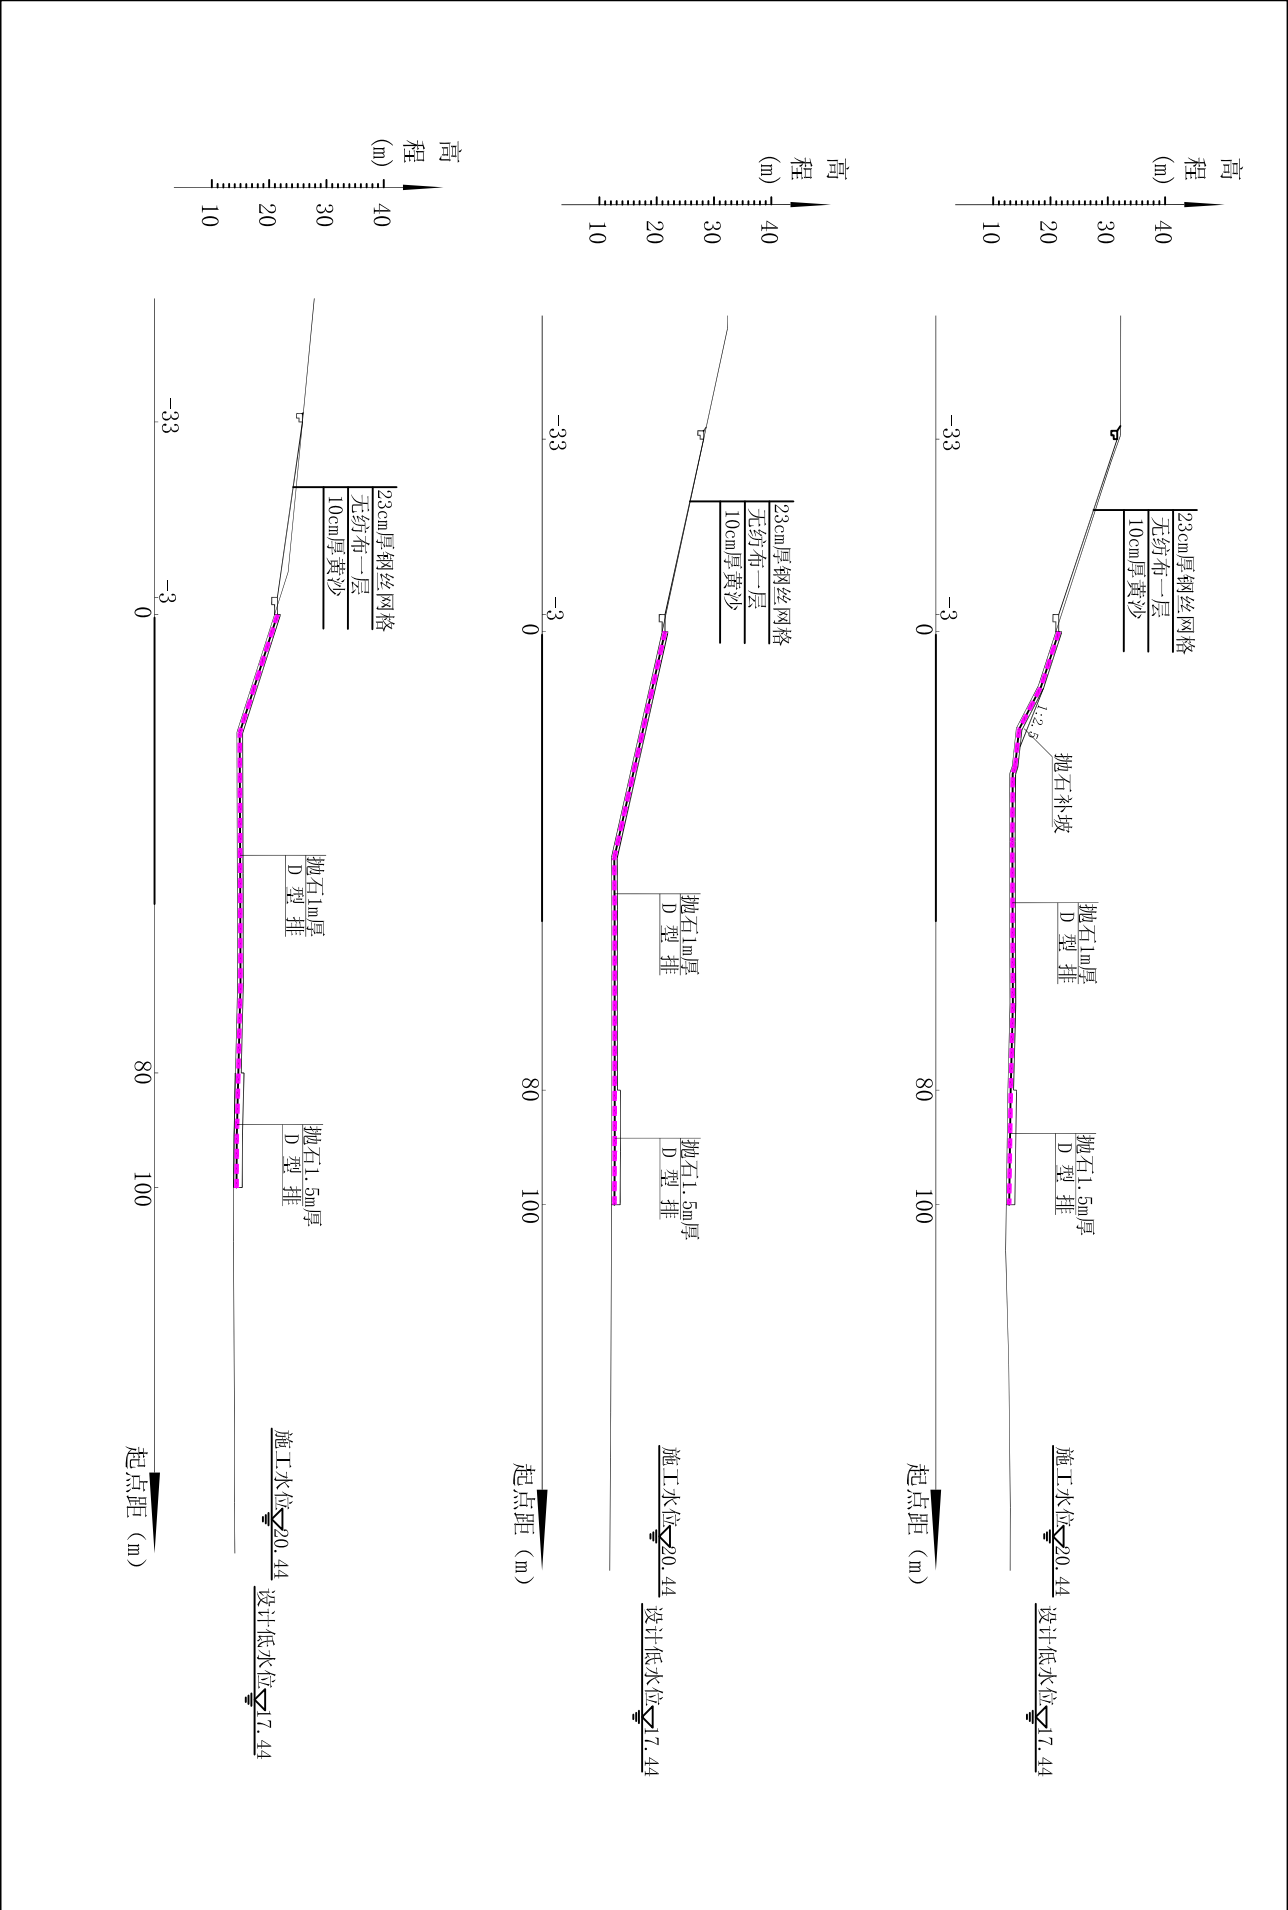 高
程
(m)
40
30
20
10
23cm厚钢丝网格
无纺布一层
10cm厚黄沙
1:2.5
抛石补坡
抛石1m厚
D 型 排
抛石1.5m厚
D 型 排
施工水位 20.44
设计低水位 17.44
-33
-3
0
80
100
起点距 (m)
高
程
(m)
40
30
20
10
23cm厚钢丝网格
无纺布一层
10cm厚黄沙
抛石1m厚
D 型 排
抛石1.5m厚
D 型 排
施工水位 20.44
设计低水位 17.44
-33
-3
0
80
100
起点距 (m)
高
程
(m)
40
30
20
10
23cm厚钢丝网格
无纺布一层
10cm厚黄沙
抛石1m厚
D 型 排
抛石1.5m厚
D 型 排
施工水位 20.44
设计低水位 17.44
-33
-3
0
80
100
起点距 (m)